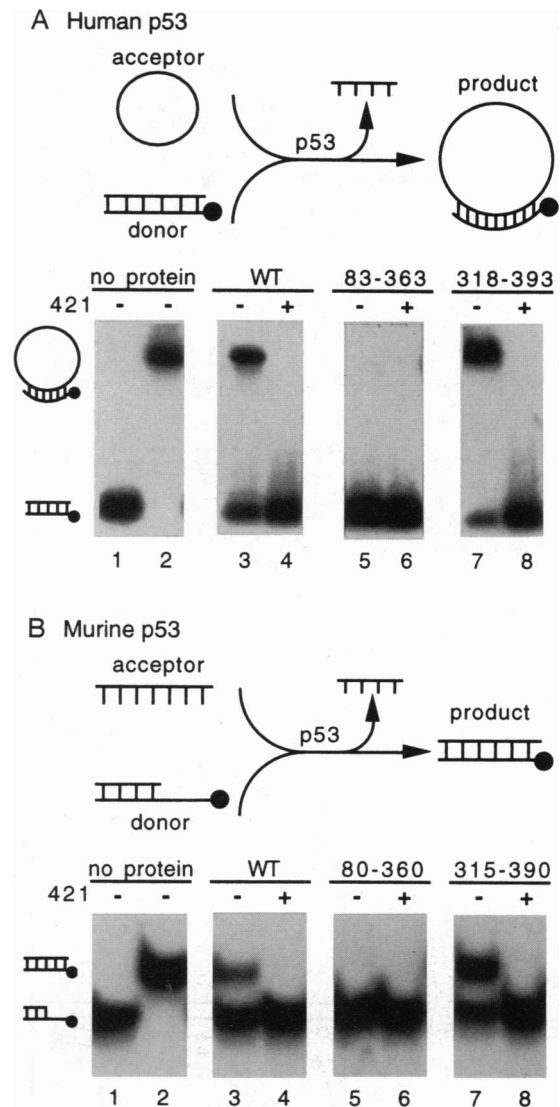 A Human p53
acceptor
product
p53
donor
no protein WT 83-363 318-393
421 - - - + - + - +
1 2 3 4 5 6 7 8
B Murine p53
acceptor
product
p53
donor
no protein WT 80-360 315-390
421 - - - + - + - +
1 2 3 4 5 6 7 8